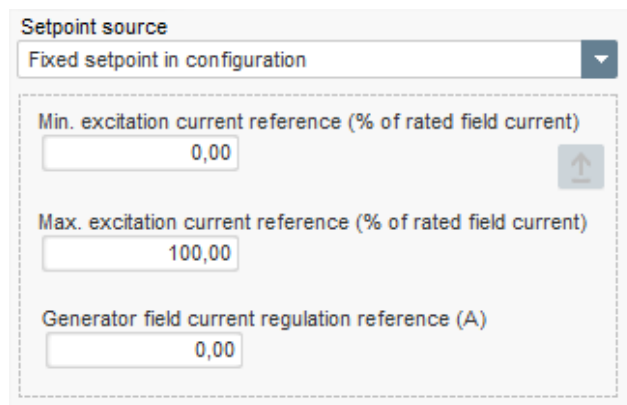 Setpoint source
Fixed setpoint in configuration
Min. excitation current reference (% of rated field current)
0,00
Max. excitation current reference (% of rated field current)
100,00
Generator field current regulation reference (A)
0,00